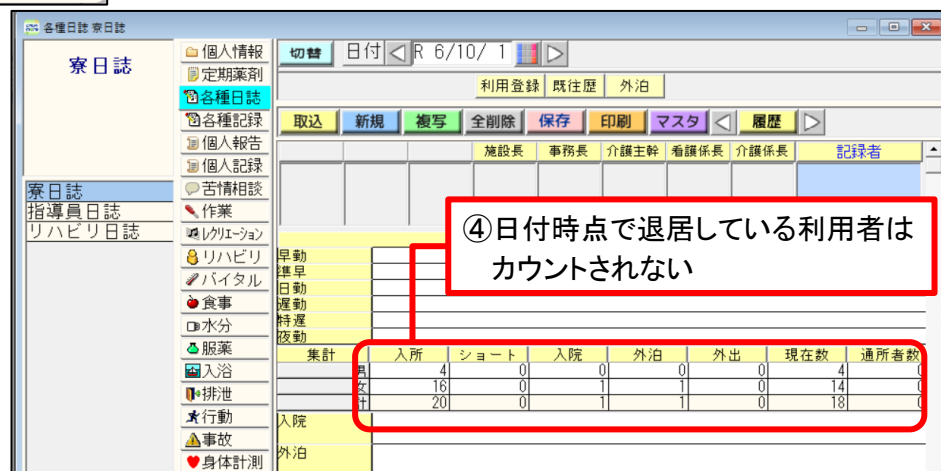 各種日誌 寮日誌
寮日誌
寮日誌
指導員日誌
リハビリ日誌
個人情報
定期薬剤
各種日誌
各種記録
個人報告
個人記録
苦情相談
作業
レクリエーション
リハビリ
バイタル
食事
水分
服薬
入浴
排泄
行動
事故
身体計測
切替 日付 R 6/10/ 1
利用登録 既往歴 外泊
取込 新規 複写 全削除 保存 印刷 マスタ 履歴
施設長 事務長 介護主幹 看護係長 介護係長 記録者
④日付時点で退居している利用者は
カウントされない
早勤
準早
日勤
遅勤
特遅
夜勤
集計 入所 ショート 入院 外泊 外出 現在数 通所者数
男 4 0 0 0 0 4 0
女 16 0 1 1 0 14 0
計 20 0 1 1 0 18 0
入院
外泊